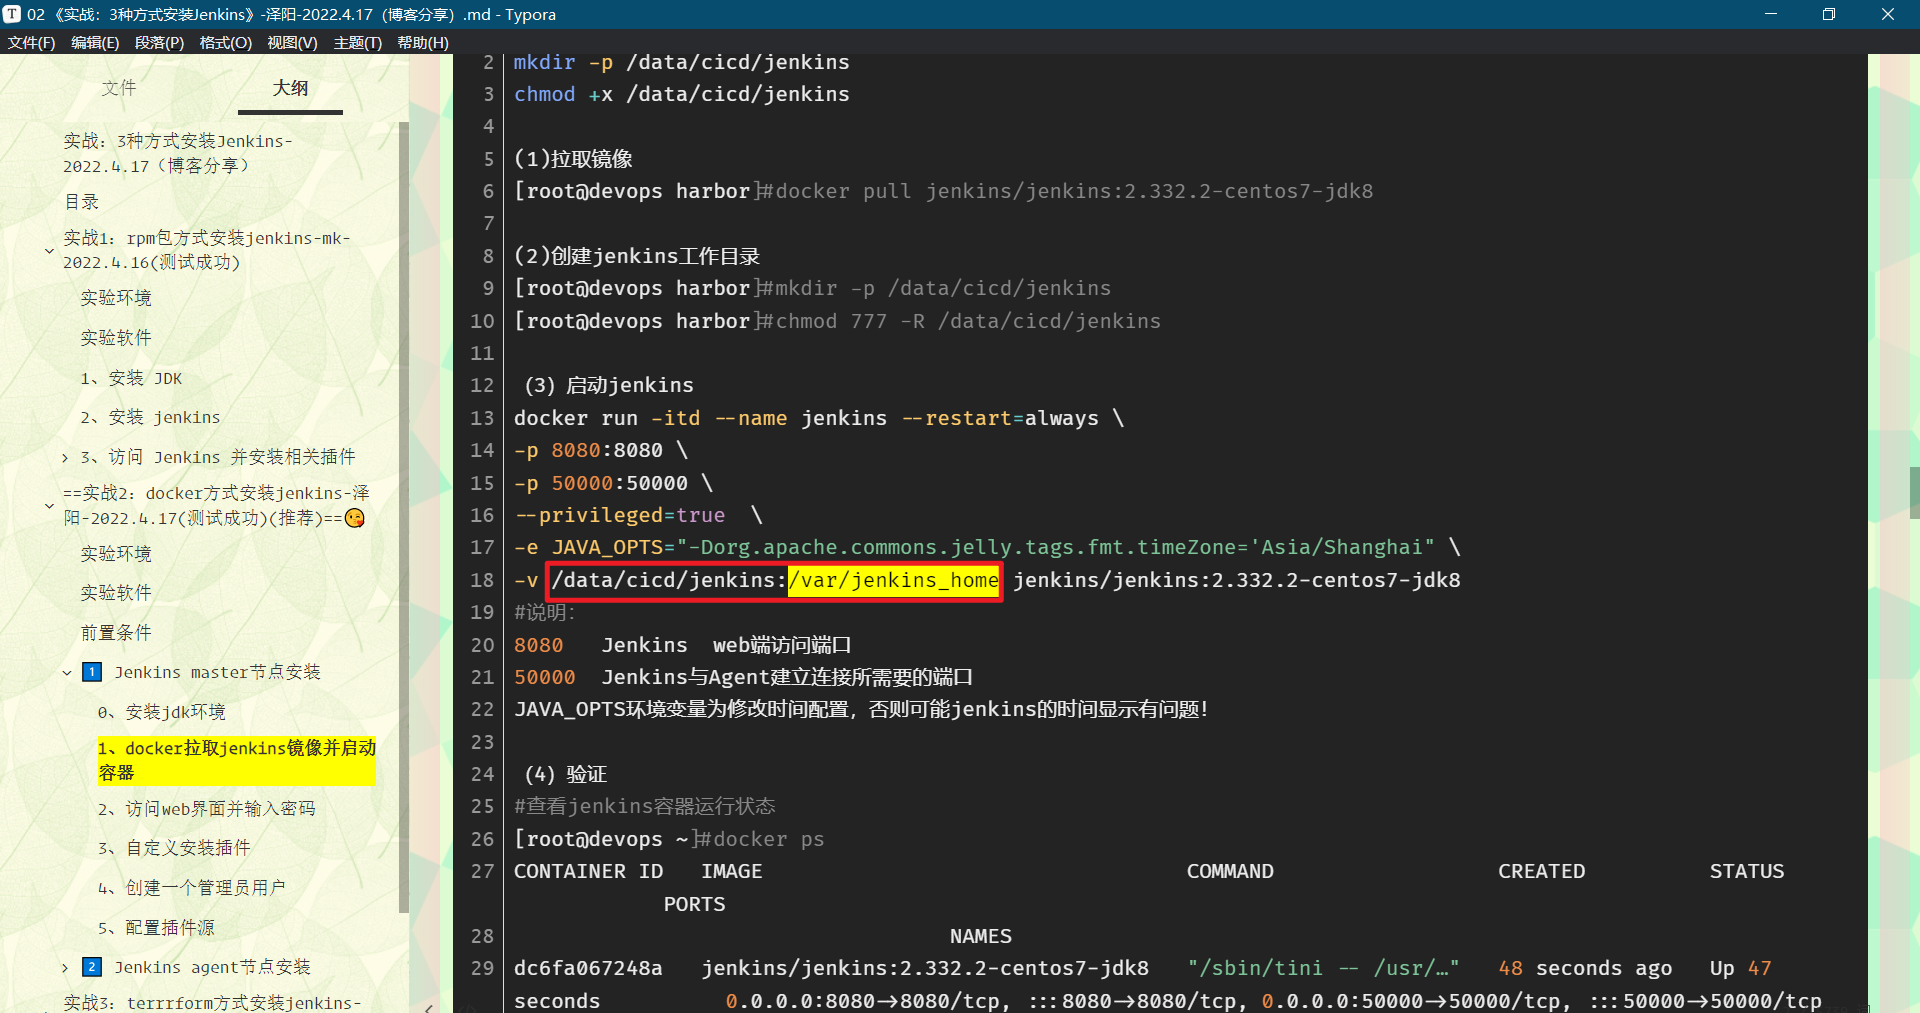 02 《实战：3种方式安装Jenkins》-泽阳-2022.4.17（博客分享）.md - Typora
文件(F) 编辑(E) 段落(P) 格式(O) 视图(V) 主题(T) 帮助(H)
文件 大纲
实战：3种方式安装Jenkins-
2022.4.17（博客分享）
目录
实战1：rpm包方式安装jenkins-mk-
2022.4.16(测试成功)
实验环境
实验软件
1、安装 JDK
2、安装 jenkins
3、访问 Jenkins 并安装相关插件
==实战2：docker方式安装jenkins-泽
阳-2022.4.17(测试成功)(推荐)==😘
实验环境
实验软件
前置条件
1 Jenkins master节点安装
0、安装jdk环境
1、docker拉取jenkins镜像并启动
容器
2、访问web界面并输入密码
3、自定义安装插件
4、创建一个管理员用户
5、配置插件源
2 Jenkins agent节点安装
实战3：terrrform方式安装jenkins-
2 mkdir -p /data/cicd/jenkins
3 chmod +x /data/cicd/jenkins
4
5 (1)拉取镜像
6 [root@devops harbor]#docker pull jenkins/jenkins:2.332.2-centos7-jdk8
7
8 (2)创建jenkins工作目录
9 [root@devops harbor]#mkdir -p /data/cicd/jenkins
10 [root@devops harbor]#chmod 777 -R /data/cicd/jenkins
11
12 （3）启动jenkins
13 docker run -itd --name jenkins --restart=always \
14 -p 8080:8080 \
15 -p 50000:50000 \
16 --privileged=true  \
17 -e JAVA_OPTS="-Dorg.apache.commons.jelly.tags.fmt.timeZone='Asia/Shanghai" \
18 -v /data/cicd/jenkins:/var/jenkins_home jenkins/jenkins:2.332.2-centos7-jdk8
19 #说明：
20 8080   Jenkins  web端访问端口
21 50000  Jenkins与Agent建立连接所需要的端口
22 JAVA_OPTS环境变量为修改时间配置，否则可能jenkins的时间显示有问题！
23
24 （4）验证
25 #查看jenkins容器运行状态
26 [root@devops ~]#docker ps
27 CONTAINER ID   IMAGE   COMMAND   CREATED   STATUS
PORTS
28 NAMES
29 dc6fa067248a   jenkins/jenkins:2.332.2-centos7-jdk8   "/sbin/tini -- /usr/…"   48 seconds ago   Up 47
seconds   0.0.0.0:8080->8080/tcp, :::8080->8080/tcp, 0.0.0.0:50000->50000/tcp, :::50000->50000/tcp